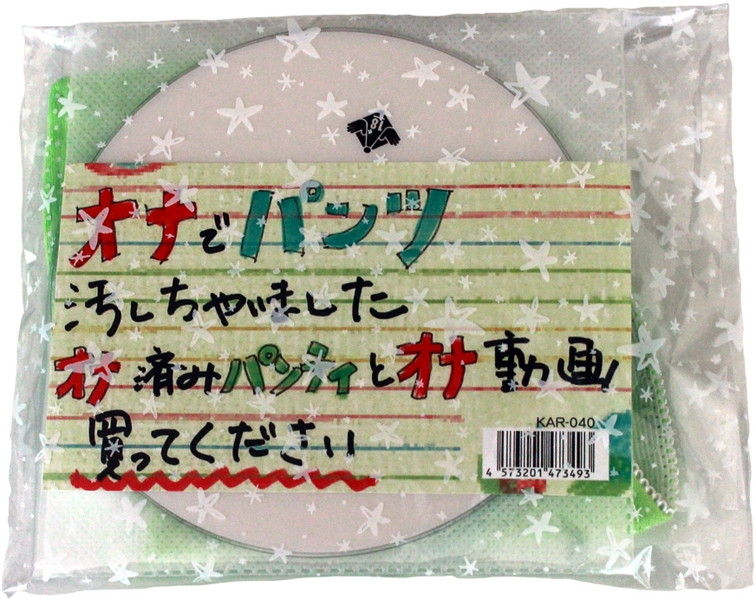 オナでパンツ
汚しちゃいました
オナ済みパンティとオナ動画
買ってください
KAR-040
4 573201 473493